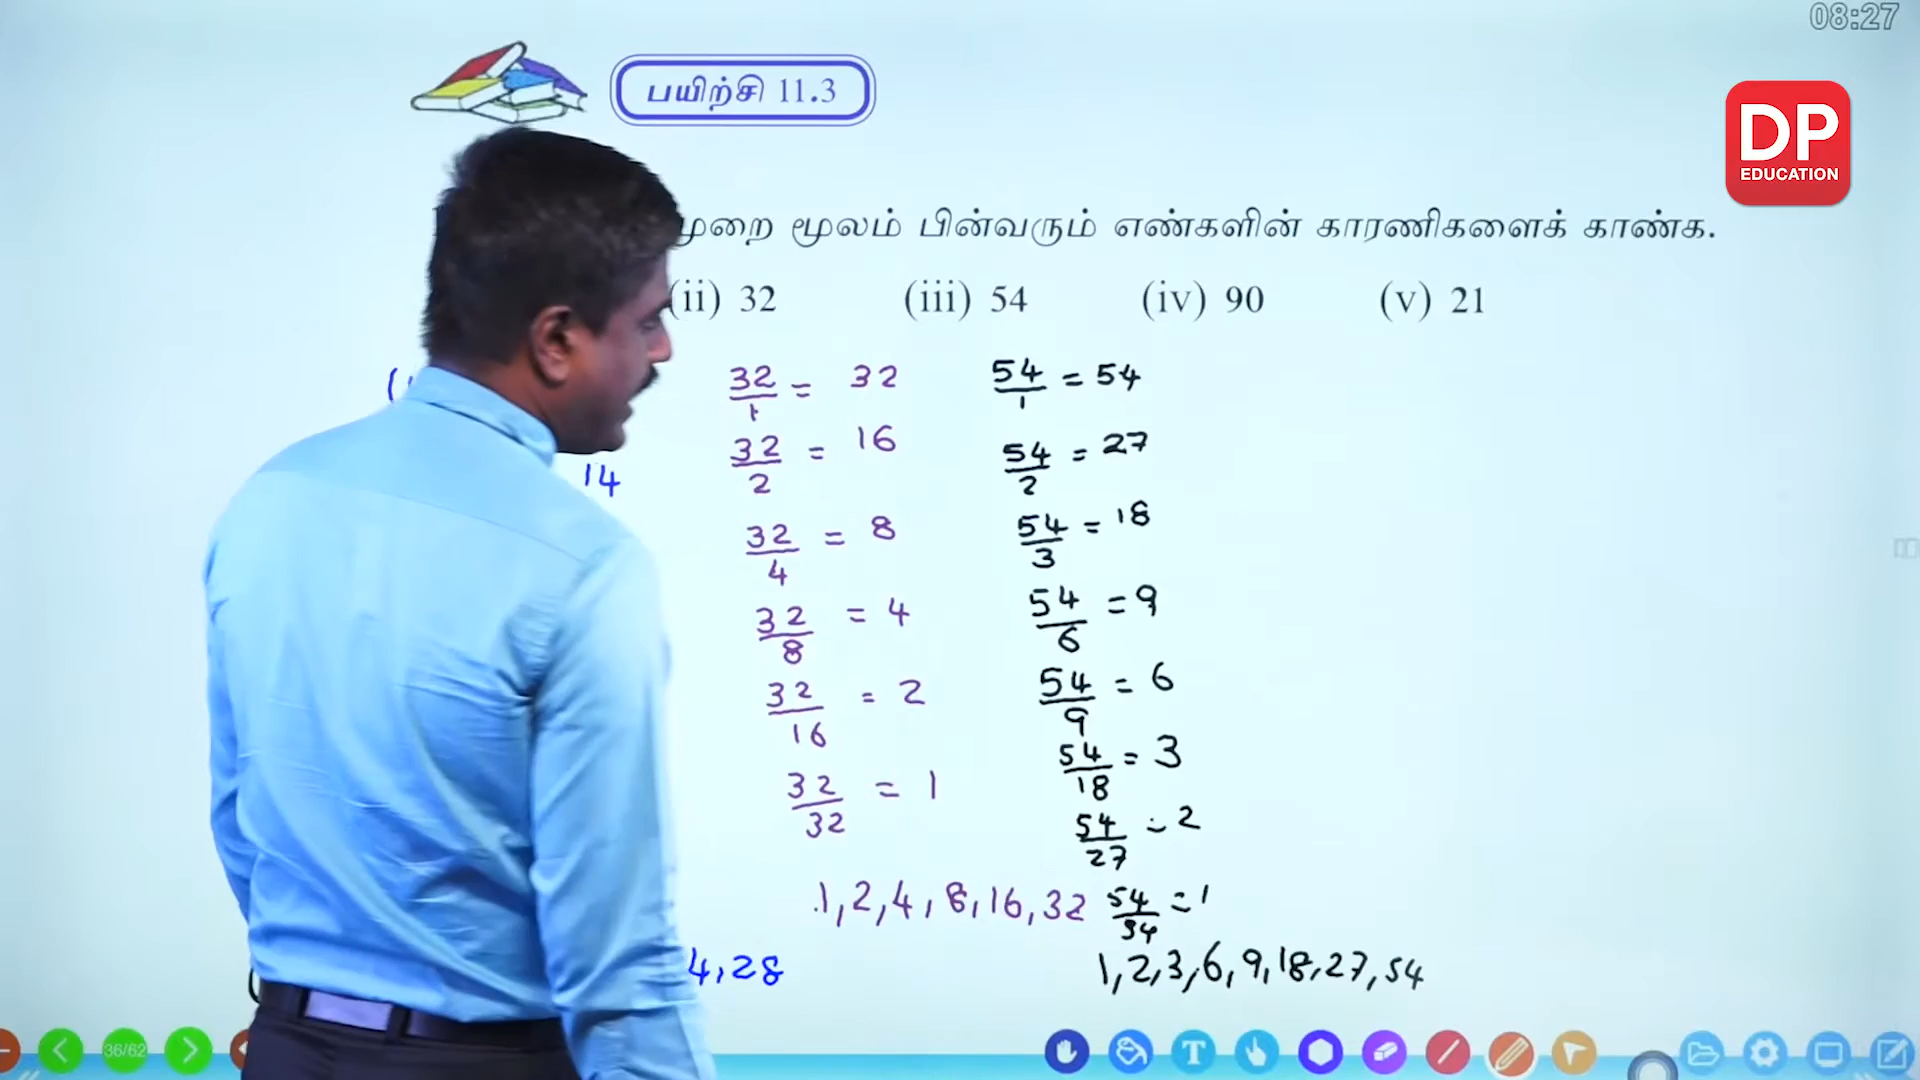 08:27
பயிற்சி 11.3
DP
EDUCATION
முறை மூலம் பின்வரும் எண்களின் காரணிகளைக் காண்க.
(ii) 32 (iii) 54 (iv) 90 (v) 21
32/1 = 32
32/2 = 16
32/4 = 8
32/8 = 4
32/16 = 2
32/32 = 1
1, 2, 4, 8, 16, 32
54/1 = 54
54/2 = 27
54/3 = 18
54/6 = 9
54/9 = 6
54/18 = 3
54/27 = 2
54/54 = 1
1, 2, 3, 6, 9, 18, 27, 54
14
4, 28
36/62